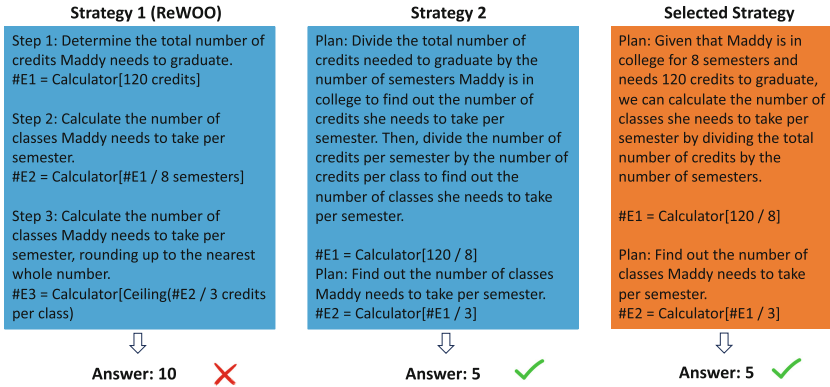 Strategy 1 (ReWOO)
Step 1: Determine the total number of
credits Maddy needs to graduate.
#E1 = Calculator[120 credits]
Step 2: Calculate the number of
classes Maddy needs to take per
semester.
#E2 = Calculator[#E1 / 8 semesters]
Step 3: Calculate the number of
classes Maddy needs to take per
semester, rounding up to the nearest
whole number.
#E3 = Calculator[Ceiling(#E2 / 3 credits
per class)
Answer: 10
Strategy 2
Plan: Divide the total number of
credits needed to graduate by the
number of semesters Maddy is in
college to find out the number of
credits she needs to take per
semester. Then, divide the number of
credits per semester by the number of
credits per class to find out the
number of classes she needs to take
per semester.
#E1 = Calculator[120 / 8]
Plan: Find out the number of classes
Maddy needs to take per semester.
#E2 = Calculator[#E1 / 3]
Answer: 5
Selected Strategy
Plan: Given that Maddy is in
college for 8 semesters and
needs 120 credits to graduate,
we can calculate the number of
classes she needs to take per
semester by dividing the total
number of credits by the
number of semesters.
#E1 = Calculator[120 / 8]
Plan: Find out the number of
classes Maddy needs to take
per semester.
#E2 = Calculator[#E1 / 3]
Answer: 5